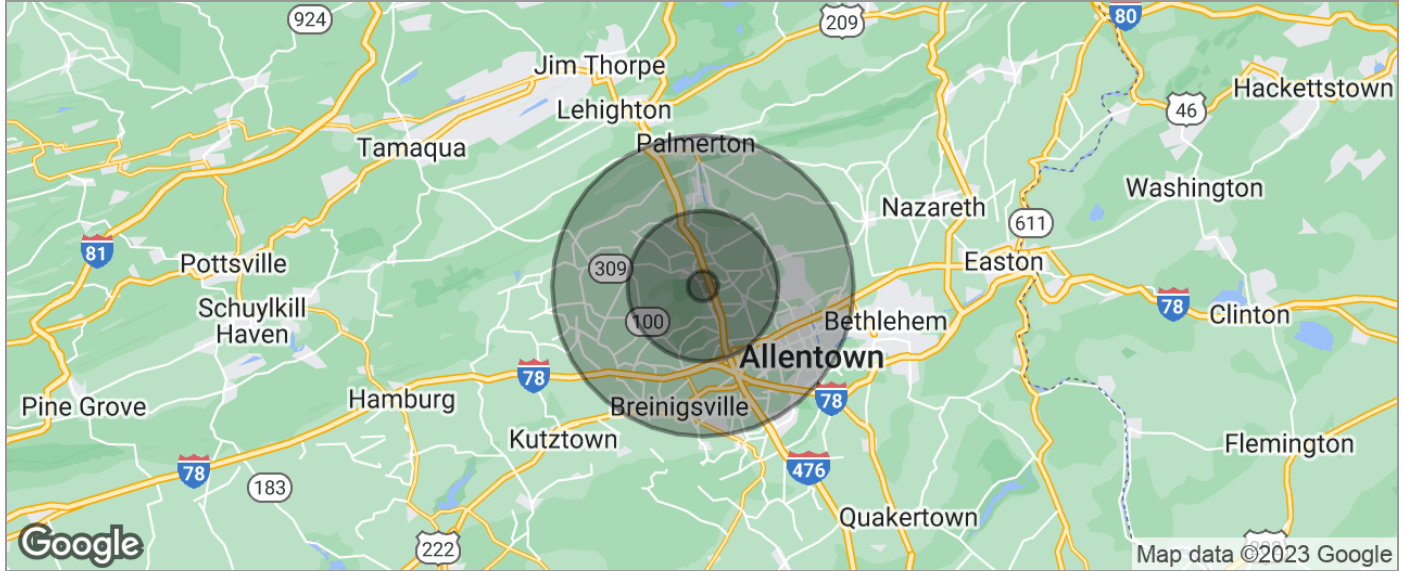 924
209
80
Jim Thorpe
Hackettstown
Lehighton
46
Tamaqua
Palmerton
Washington
Nazareth
611
81
Pottsville
309
Easton
78
Schuylkill
Haven
100
Bethlehem
Clinton
Allentown
78
Pine Grove
Hamburg
Breinigsville
78
Kutztown
Flemington
78
476
183
Quakertown
222
Google
Map data ©2023 Google